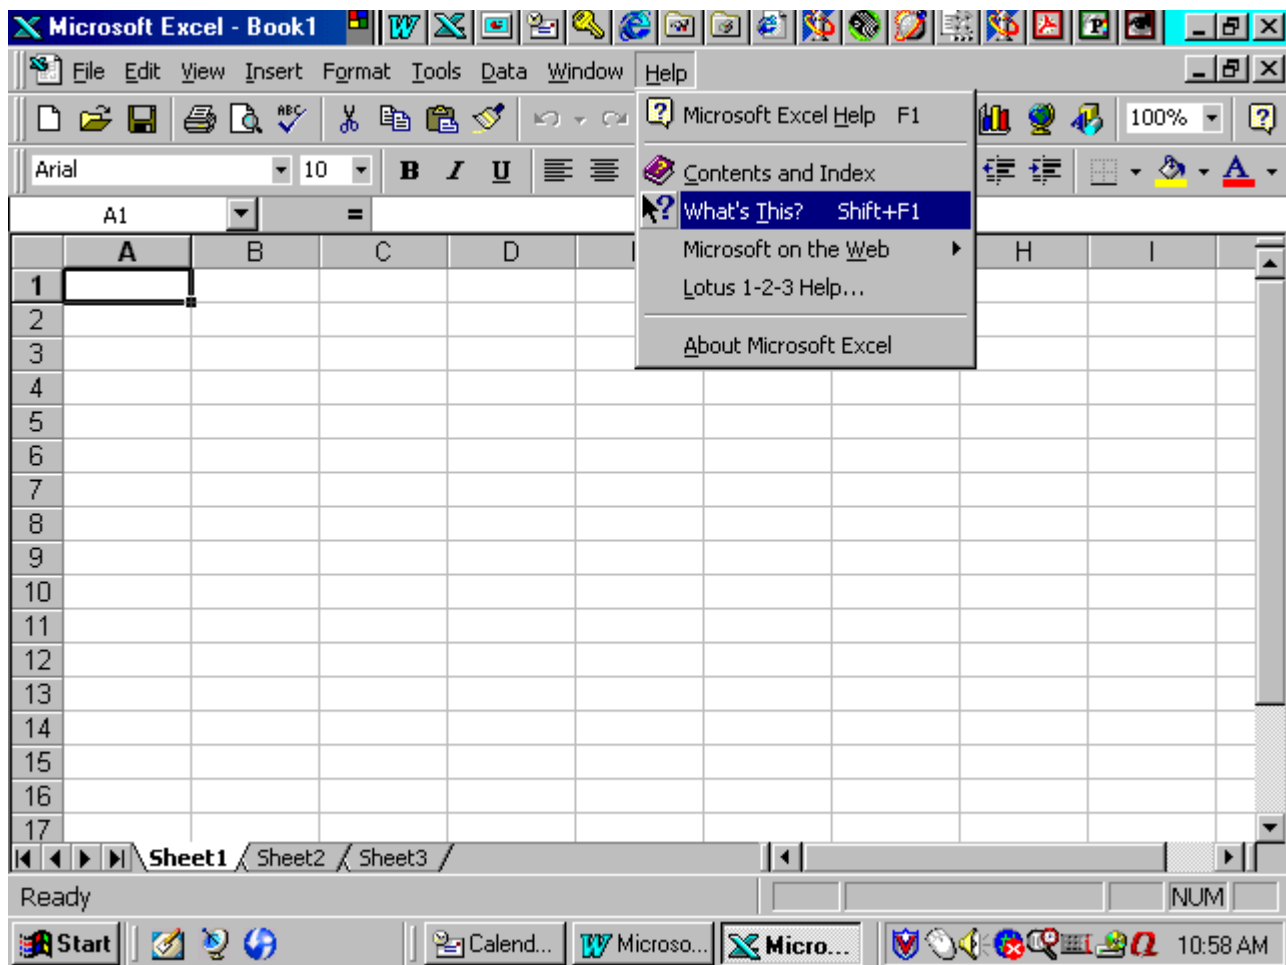 Microsoft Excel - Book1
File Edit View Insert Format Tools Data Window Help
ABC
100%
Arial 10 B I U A
A1 =
Microsoft Excel Help F1
Contents and Index
What's This? Shift+F1
Microsoft on the Web
Lotus 1-2-3 Help...
About Microsoft Excel
A B C D H I
1
2
3
4
5
6
7
8
9
10
11
12
13
14
15
16
17
Sheet1 Sheet2 Sheet3
Ready NUM
Start Calend... Microso... Micro... 10:58 AM